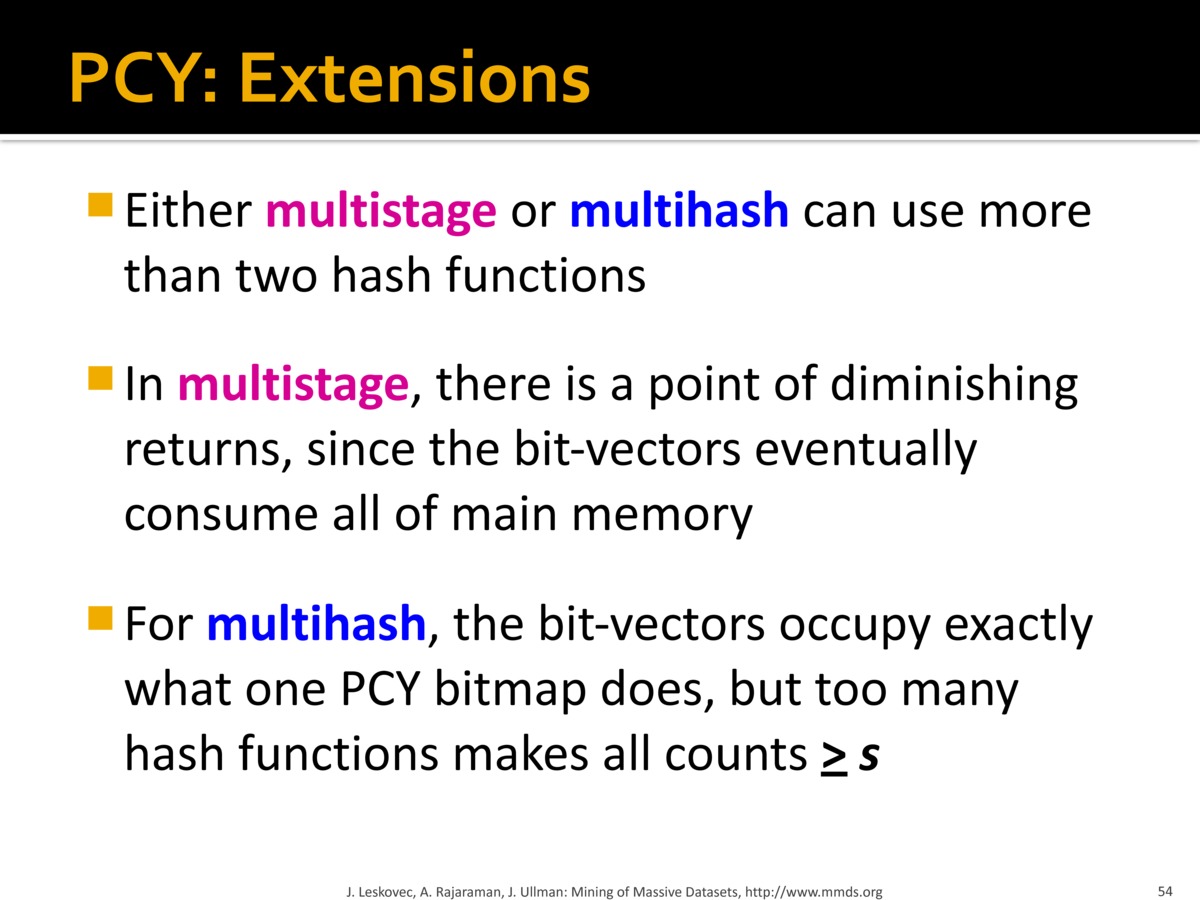 PCY: Extensions
Either multistage or multihash can use more
than two hash functions
In multistage, there is a point of diminishing
returns, since the bit-vectors eventually
consume all of main memory
For multihash, the bit-vectors occupy exactly
what one PCY bitmap does, but too many
hash functions makes all counts > s
J. Leskovec, A. Rajaraman, J. Ullman: Mining of Massive Datasets, http://www.mmds.org
54